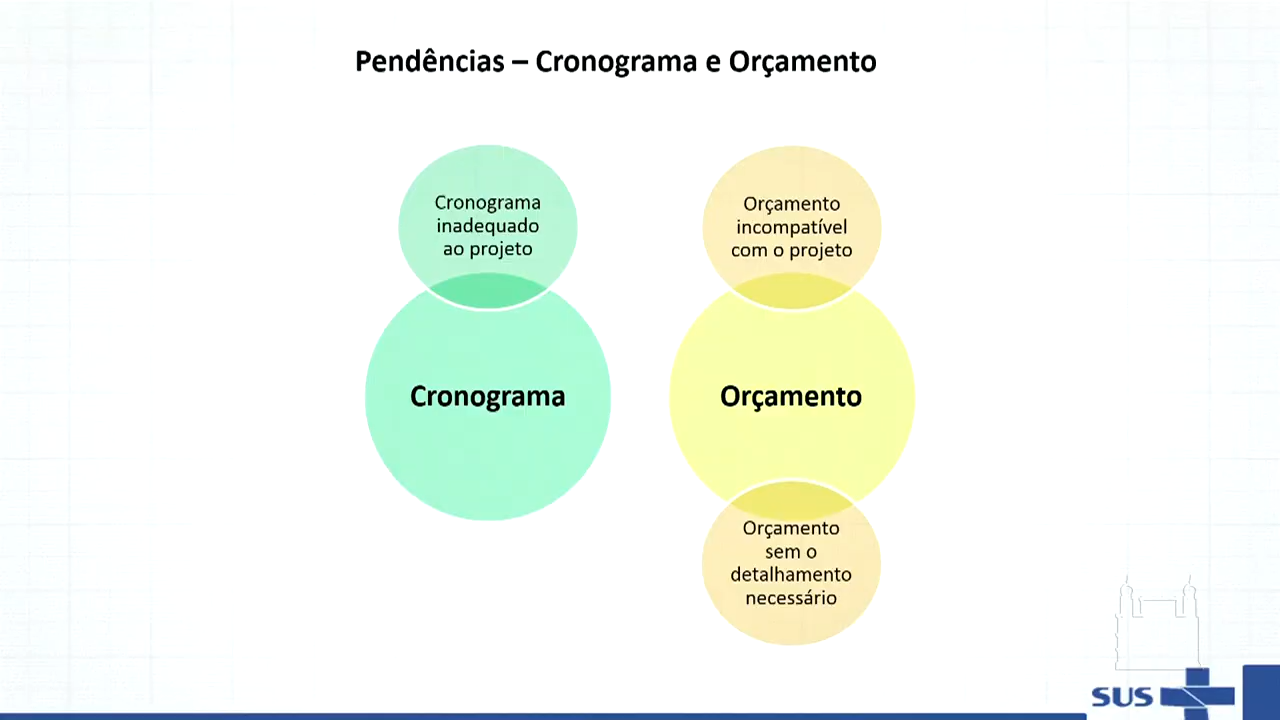 Pendências – Cronograma e Orçamento
Cronograma
inadequado
ao projeto
Cronograma
Orçamento
incompatível
com o projeto
Orçamento
Orçamento
sem o
detalhamento
necessário
SUS